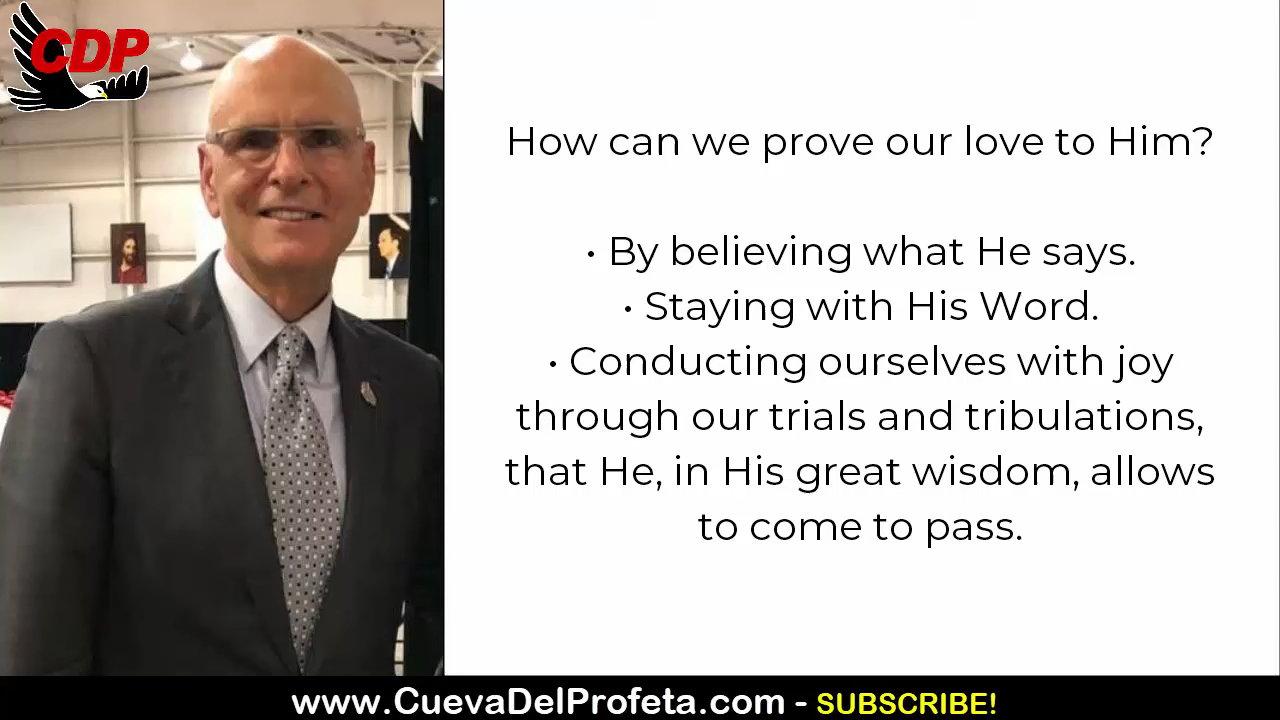 CDP
How can we prove our love to Him?
• By believing what He says.
• Staying with His Word.
• Conducting ourselves with joy
through our trials and tribulations,
that He, in His great wisdom, allows
to come to pass.
www.CuevaDelProfeta.com - SUBSCRIBE!